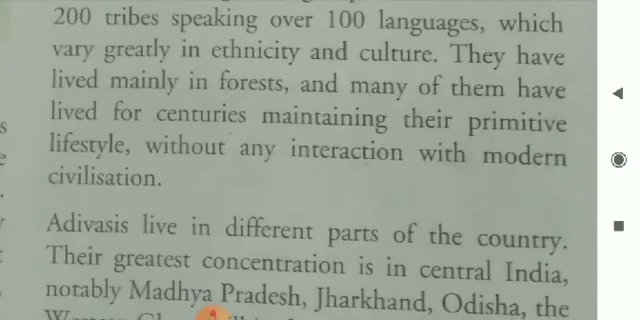 200 tribes speaking over 100 languages, which
vary greatly in ethnicity and culture. They have
lived mainly in forests, and many of them have
lived for centuries maintaining their primitive
lifestyle, without any interaction with modern
civilisation.
Adivasis live in different parts of the country.
Their greatest concentration is in central India,
notably Madhya Pradesh, Jharkhand, Odisha, the